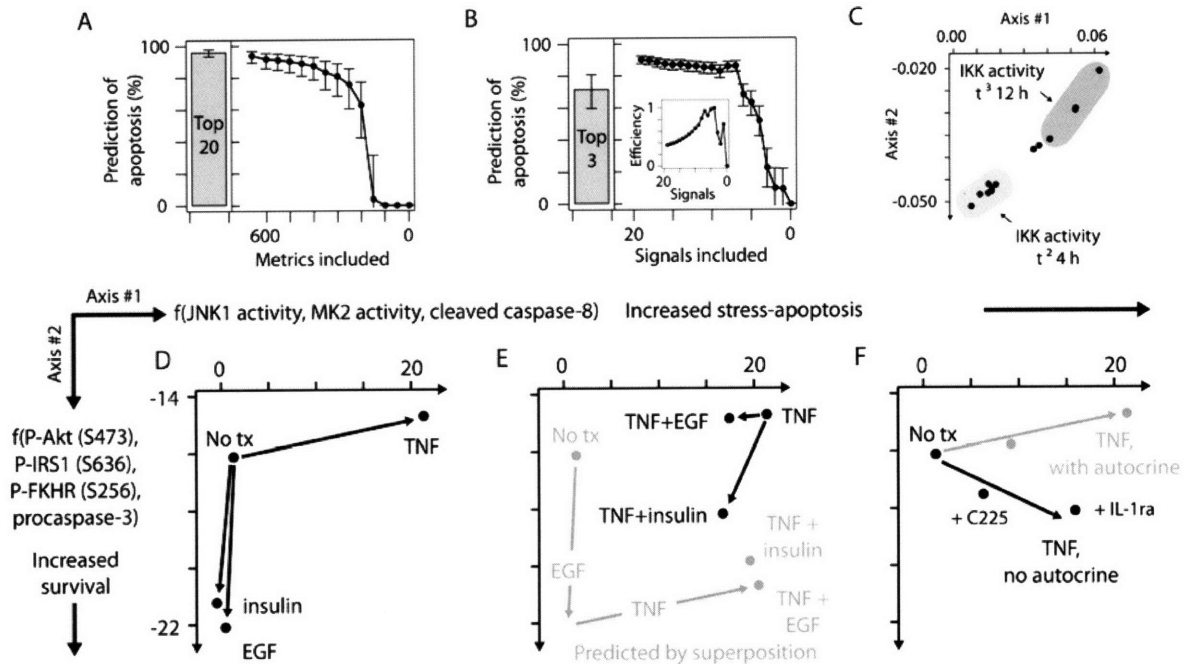 A
Prediction of
apoptosis (%)
100
0
Top
20
600
0
Metrics included
B
Prediction of
apoptosis (%)
100
0
Top
3
Efficiency
1
0
20
0
Signals
20
0
Signals included
C
Axis #1
0.00
0.06
Axis #2
-0.020
-0.050
IKK activity
t ³ 12 h
IKK activity
t ² 4 h
Axis #1
Axis #2
f(JNK1 activity, MK2 activity, cleaved caspase-8)
Increased stress-apoptosis
f(P-Akt (S473),
P-IRS1 (S636),
P-FKHR (S256),
procaspase-3)
Increased
survival
D
0
20
-14
-22
No tx
TNF
insulin
EGF
E
0
20
TNF+EGF
TNF
No tx
TNF+insulin
TNF +
insulin
EGF
TNF
TNF +
EGF
Predicted by superposition
F
0
20
No tx
TNF,
with autocrine
+ C225
+ IL-1ra
TNF,
no autocrine